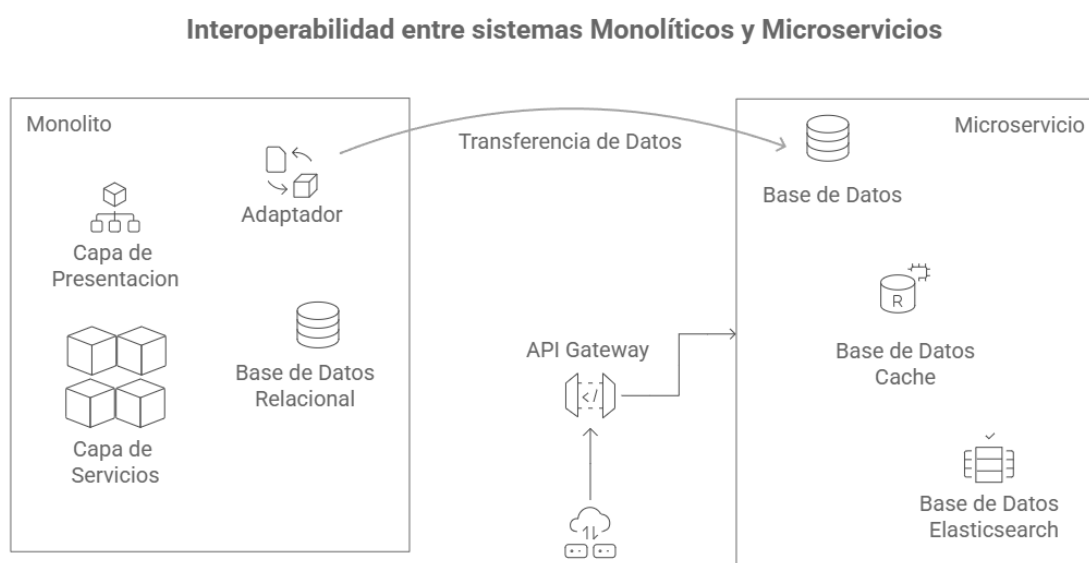 Interoperabilidad entre sistemas Monolíticos y Microservicios
Monolito
Adaptador
Capa de
Presentacion
Base de Datos
Relacional
Capa de
Servicios
Transferencia de Datos
API Gateway
</>
Microservicio
Base de Datos
R
Base de Datos
Cache
Base de Datos
Elasticsearch